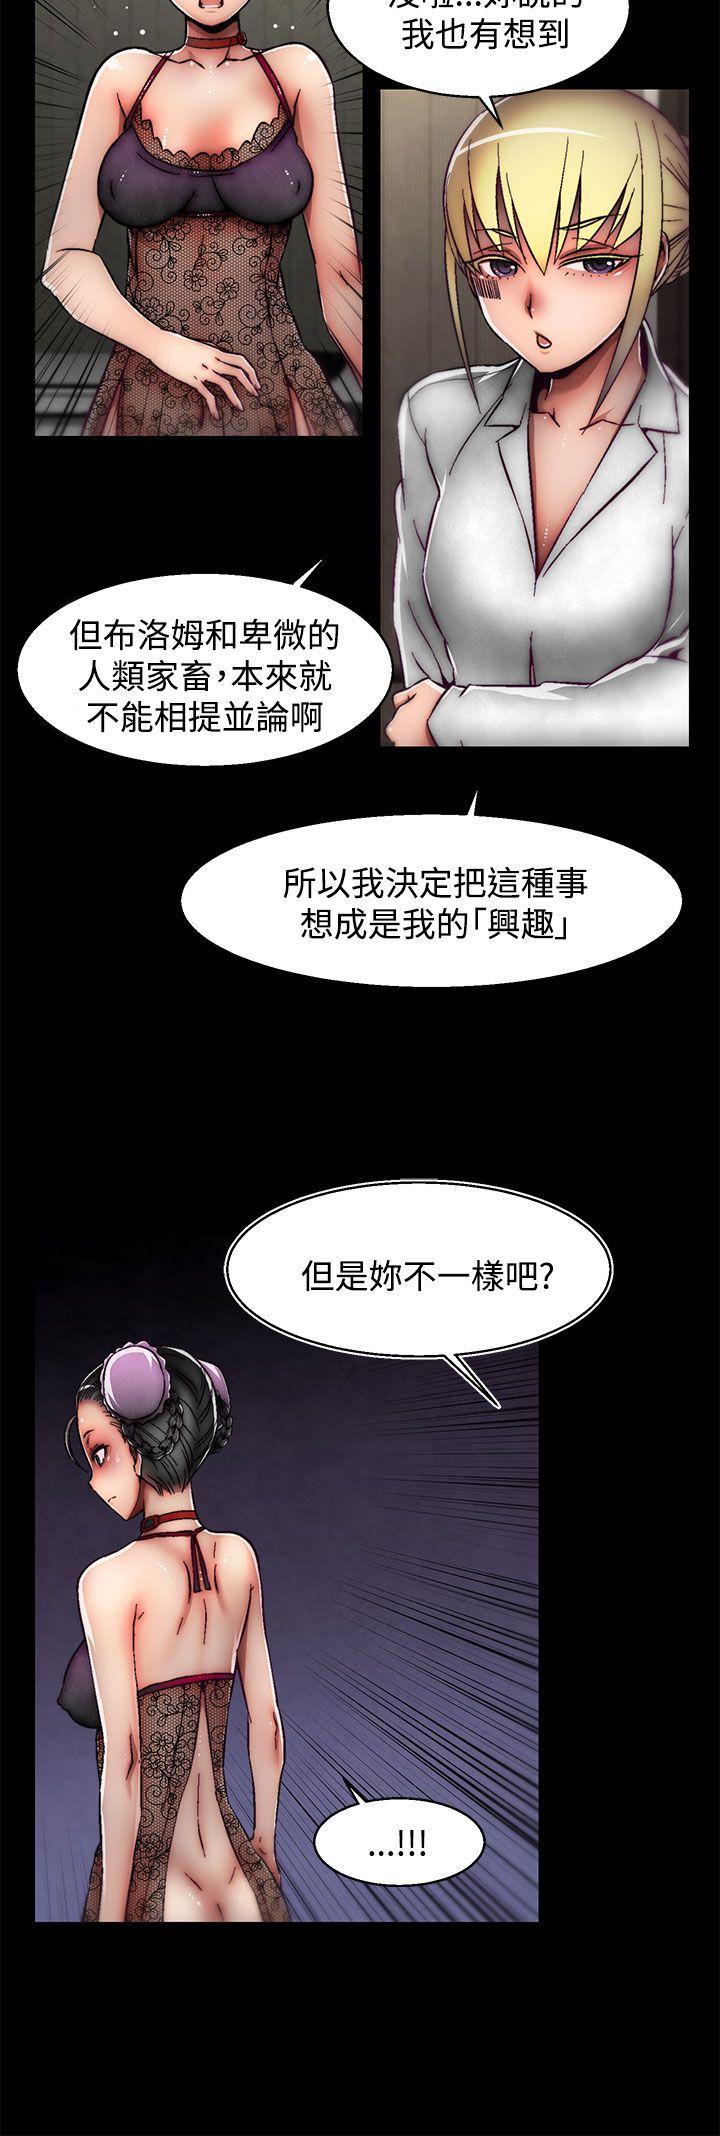 我也有想到
但布洛姆和卑微的
人類家畜，本來就
不能相提並論啊
所以我決定把這種事
想成是我的「興趣」
但是妳不一樣吧？
...!!!